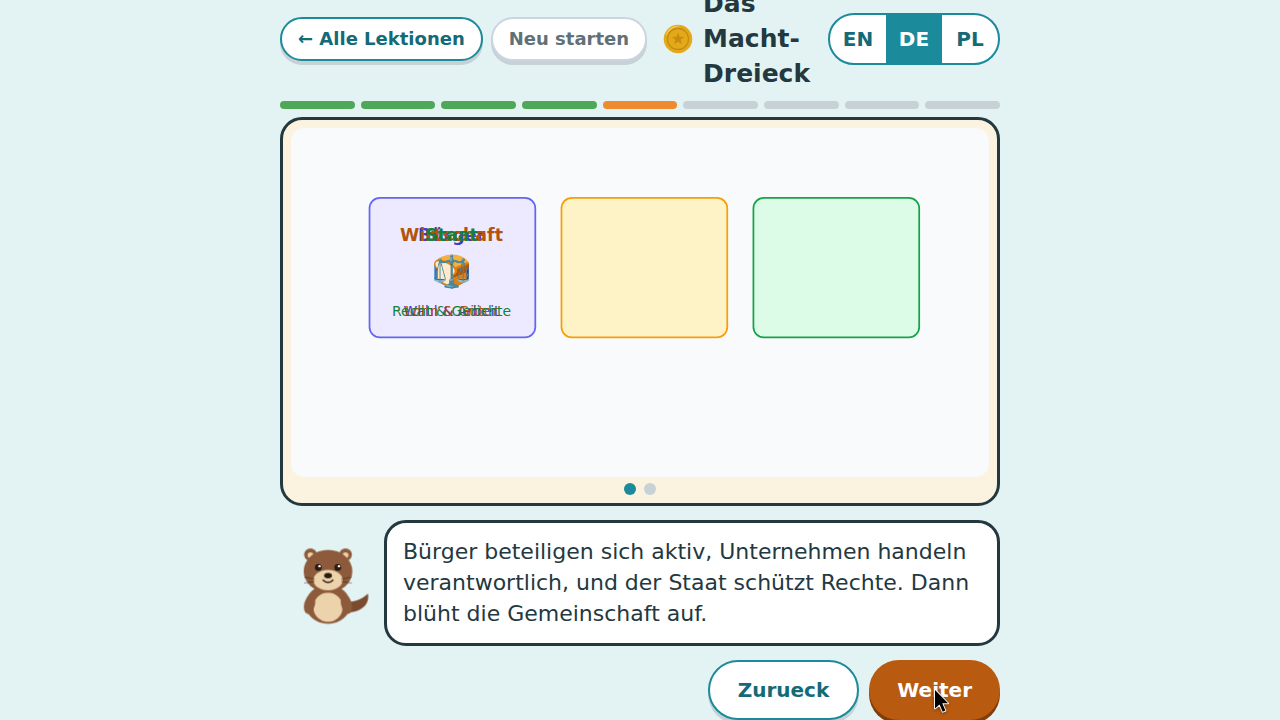 ← Alle Lektionen
Neu starten
Das
Macht-
Dreieck
EN
DE
PL
Staat
Bürger beteiligen sich aktiv, Unternehmen handeln
verantwortlich, und der Staat schützt Rechte. Dann
blüht die Gemeinschaft auf.
Zurueck
Weiter